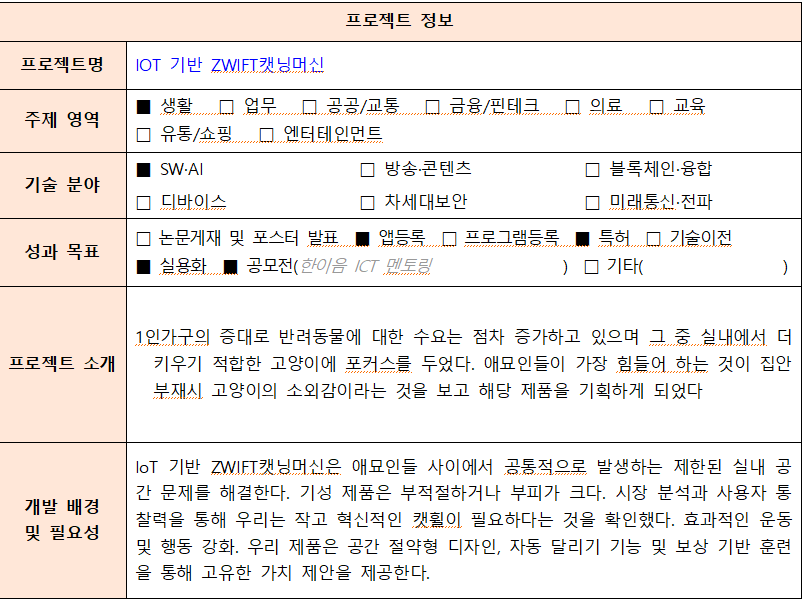 프로젝트 정보
프로젝트명
IOT 기반 ZWIFT캣닝머신
주제 영역
■ 생활 □ 업무 □ 공공/교통 □ 금융/핀테크 □ 의료 □ 교육
□ 유통/쇼핑 □ 엔터테인먼트
기술 분야
■ SW·AI □ 방송·콘텐츠 □ 블록체인·융합
□ 디바이스 □ 차세대보안 □ 미래통신·전파
성과 목표
□ 논문게재 및 포스터 발표 ■ 앱등록 □ 프로그램등록 ■ 특허 □ 기술이전
■ 실용화 ■ 공모전(한이음 ICT 멘토링 ) □ 기타( )
프로젝트 소개
1인가구의 증대로 반려동물에 대한 수요는 점차 증가하고 있으며 그 중 실내에서 더
키우기 적합한 고양이에 포커스를 두었다. 애묘인들이 가장 힘들어 하는 것이 집안
부재시 고양이의 소외감이라는 것을 보고 해당 제품을 기획하게 되었다
개발 배경
및 필요성
IoT 기반 ZWIFT캣닝머신은 애묘인들 사이에서 공통적으로 발생하는 제한된 실내 공
간 문제를 해결한다. 기성 제품은 부적절하거나 부피가 크다. 시장 분석과 사용자 통
찰력을 통해 우리는 작고 혁신적인 캣휠이 필요하다는 것을 확인했다. 효과적인 운동
및 행동 강화. 우리 제품은 공간 절약형 디자인, 자동 달리기 기능 및 보상 기반 훈련
을 통해 고유한 가치 제안을 제공한다.